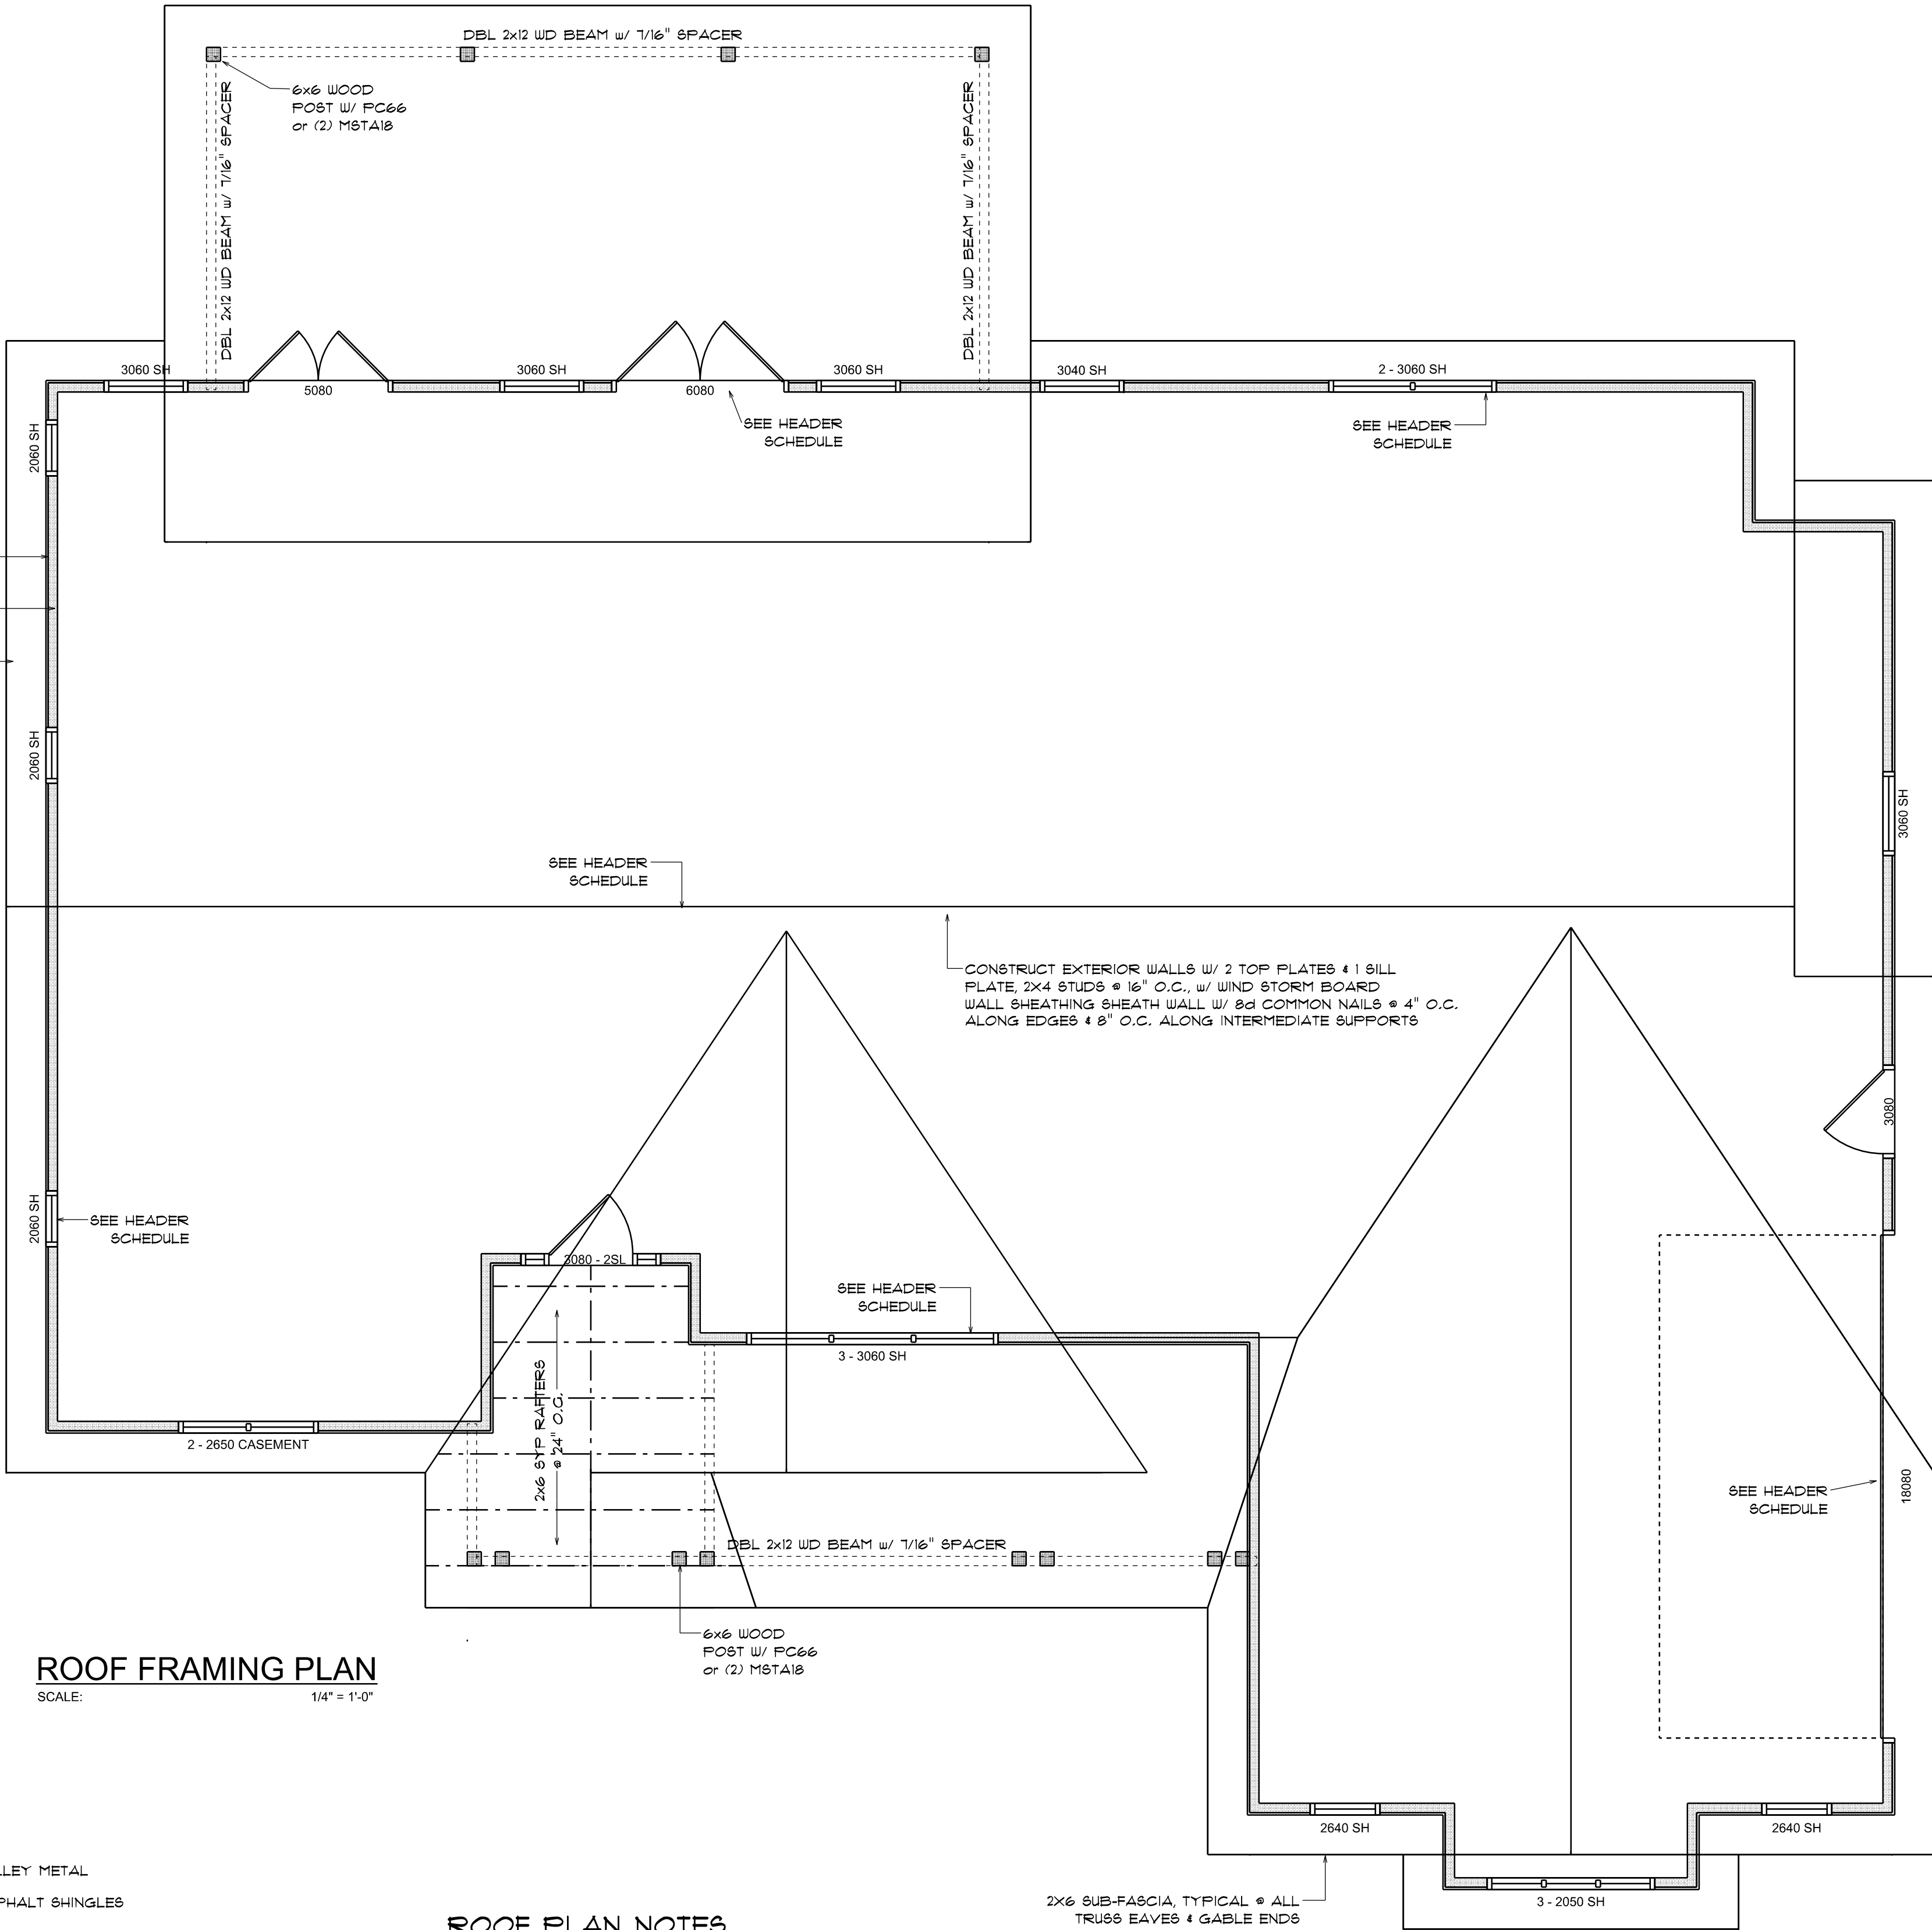 DBL 2x12 WD BEAM w/ 7/16" SPACER
6x6 WOOD
POST W/ PC66
or (2) MSTA18
DBL 2x12 WD BEAM w/ 7/16" SPACER
DBL 2x12 WD BEAM w/ 7/16" SPACER
3060 SH
5080
3060 SH
6080
3060 SH
3040 SH
2 - 3060 SH
SEE HEADER
SCHEDULE
SEE HEADER
SCHEDULE
2060 SH
2060 SH
3060 SH
SEE HEADER
SCHEDULE
CONSTRUCT EXTERIOR WALLS W/ 2 TOP PLATES & 1 SILL
PLATE, 2X4 STUDS @ 16" O.C., w/ WIND STORM BOARD
WALL SHEATHING SHEATH WALL W/ 8d COMMON NAILS @ 4" O.C.
ALONG EDGES & 8" O.C. ALONG INTERMEDIATE SUPPORTS
3080
2060 SH
SEE HEADER
SCHEDULE
3080 - 2SL
SEE HEADER
SCHEDULE
3 - 3060 SH
2x6 SYP RAFTERS
@ 24" O.C.
2 - 2650 CASEMENT
SEE HEADER
SCHEDULE
18080
DBL 2x12 WD BEAM w/ 7/16" SPACER
6x6 WOOD
POST W/ PC66
or (2) MSTA18
ROOF FRAMING PLAN
SCALE: 1/4" = 1'-0"
2640 SH
2640 SH
LLEY METAL
PHALT SHINGLES
2X6 SUB-FASCIA, TYPICAL @ ALL
TRUSS EAVES & GABLE ENDS
3 - 2050 SH
ROOF PLAN NOTES